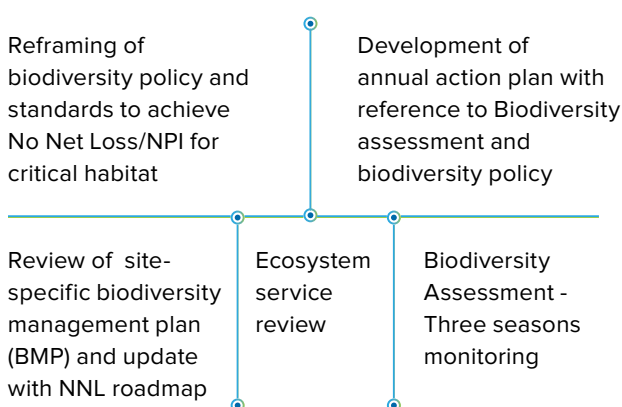 Reframing of
biodiversity policy and
standards to achieve
No Net Loss/NPI for
critical habitat
Development of
annual action plan with
reference to Biodiversity
assessment and
biodiversity policy
Review of site-
specific biodiversity
management plan
(BMP) and update
with NNL roadmap
Ecosystem
service
review
Biodiversity
Assessment -
Three seasons
monitoring